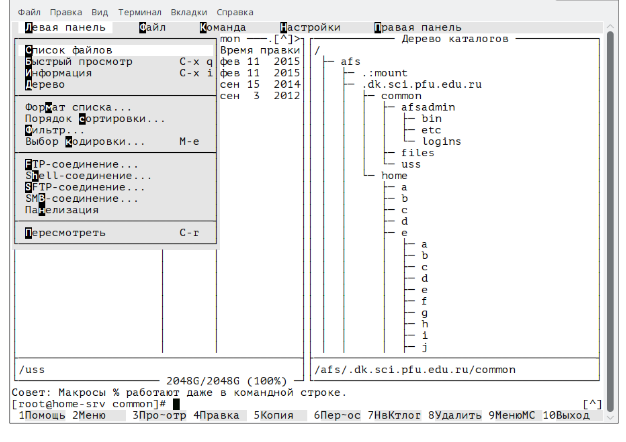 Файл Правка Вид Терминал Вкладки Справка
Левая панель Файл Команда Настройки Правая панель
mon .[^]> Дерево каталогов
Список файлов Время правки /
Быстрый просмотр C-x q фев 11 2015 afs
Информация C-x i фев 11 2015 .:mount
Дерево сен 15 2014 .dk.sci.pfu.edu.ru
сен 3 2012 common
Формат списка... afsadmin
Порядок сортировки... bin
Фильтр... etc
Выбор кодировки... M-e logins
files
FTP-соединение... uss
Shell-соединение... home
SFTP-соединение... a
SMB-соединение... b
Панелизация c
d
Пересмотреть C-r e
a
b
c
d
e
f
g
h
i
j
/uss /afs/.dk.sci.pfu.edu.ru/common
2048G/2048G (100%)
Совет: Макросы % работают даже в командной строке.
[root@home-srv common]# [^]
1Помощь 2Меню 3Про~отр 4Правка 5Копия 6Пер~ос 7НвКтлог 8Удалить 9МенюМС 10Выход